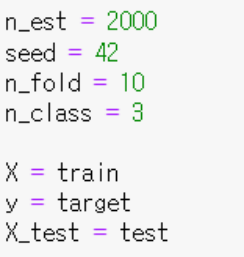 n_est = 2000
seed = 42
n_fold = 10
n_class = 3
X = train
y = target
X_test = test